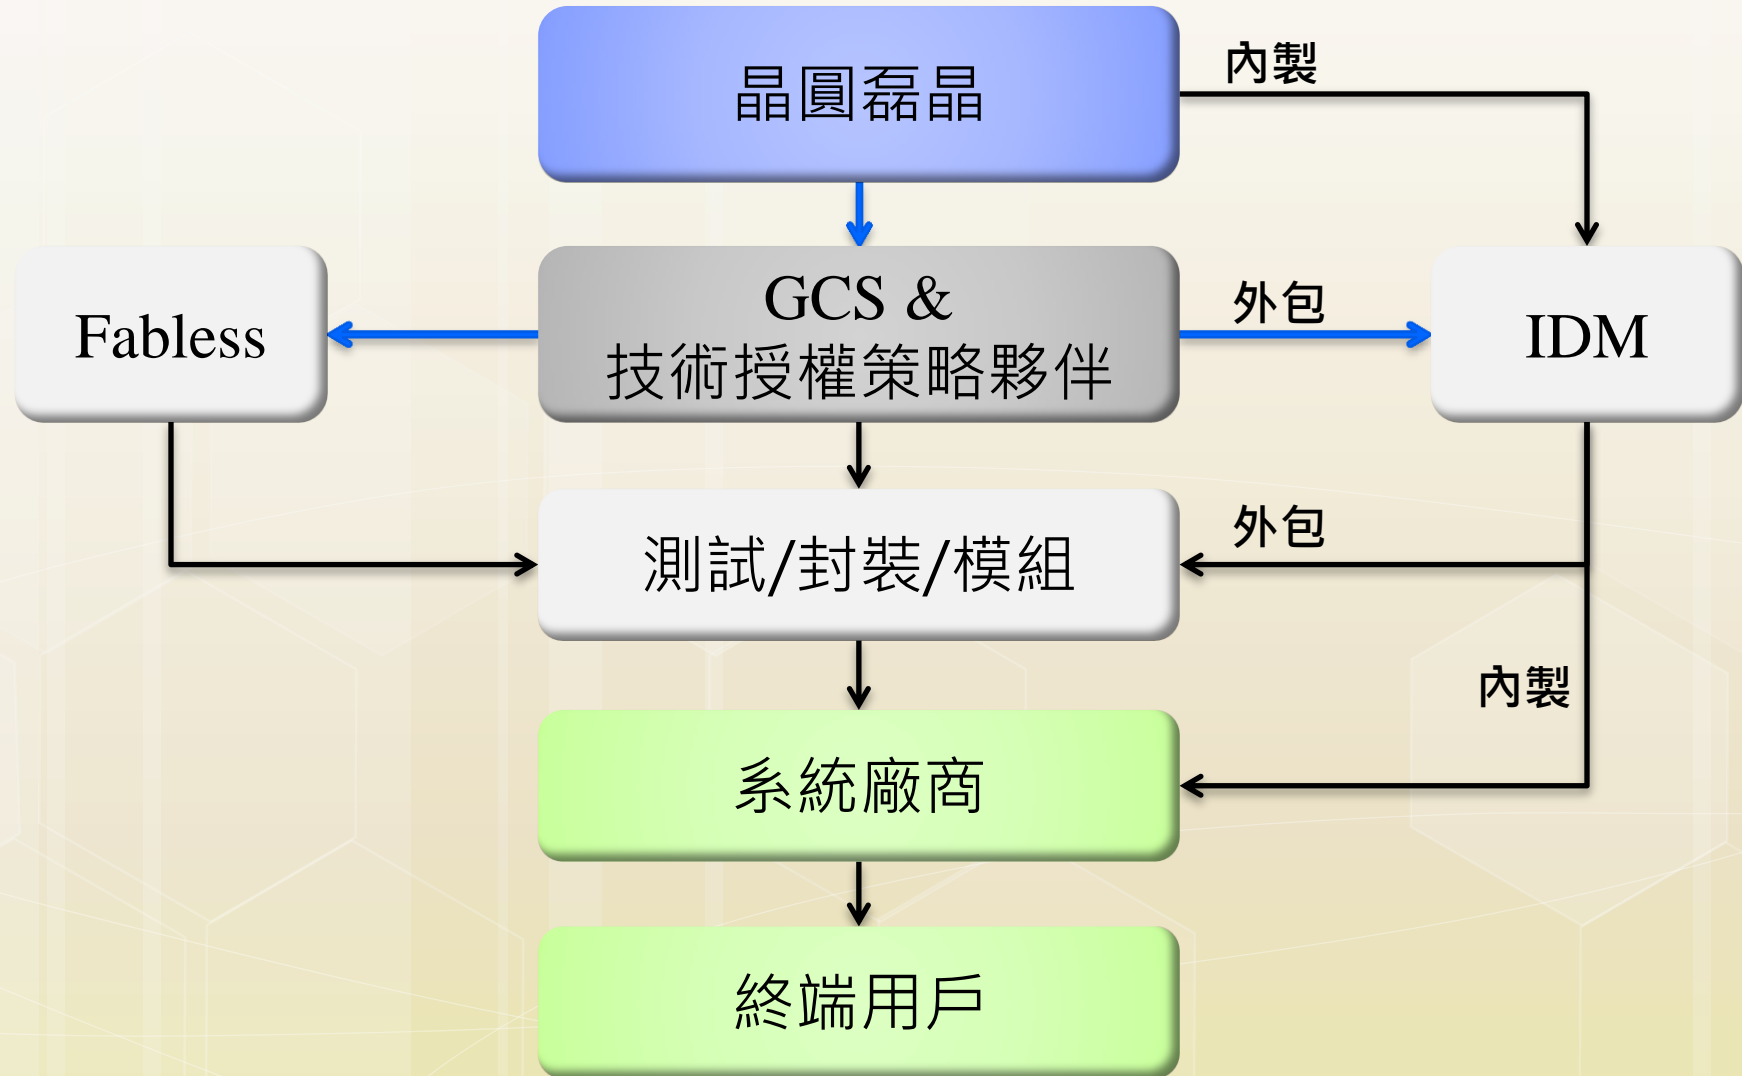 晶圓磊晶
內製
Fabless
GCS &
技術授權策略夥伴
外包
IDM
測試/封裝/模組
外包
內製
系統廠商
終端用戶